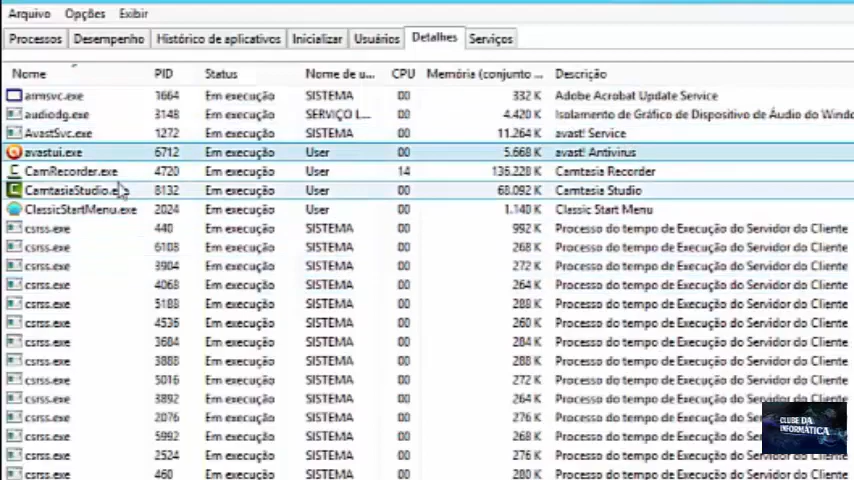 Arquivo Opções Exibir
Processos Desempenho Histórico de aplicativos Inicializar Usuários Detalhes Serviços
Nome PID Status Nome de u... CPU Memória (conjunto ... Descrição
armsvc.exe 1664 Em execução SISTEMA 00 332 K Adobe Acrobat Update Service
audiodg.exe 3148 Em execução SERVIÇO L... 00 4.420 K Isolamento de Gráfico de Dispositivo de Áudio do Windo
AvastSvc.exe 1272 Em execução SISTEMA 00 11.264 K avast! Service
avastui.exe 6712 Em execução User 00 5.668 K avast! Antivirus
CamRecorder.exe 4720 Em execução User 14 136.228 K Camtasia Recorder
CamtasiaStudio.exe 8132 Em execução User 00 68.092 K Camtasia Studio
ClassicStartMenu.exe 2024 Em execução User 00 1.140 K Classic Start Menu
csrss.exe 440 Em execução SISTEMA 00 992 K Processo do tempo de Execução do Servidor do Cliente
csrss.exe 6108 Em execução SISTEMA 00 272 K Processo do tempo de Execução do Servidor do Cliente
csrss.exe 3904 Em execução SISTEMA 00 272 K Processo do tempo de Execução do Servidor do Cliente
csrss.exe 4068 Em execução SISTEMA 00 264 K Processo do tempo de Execução do Servidor do Cliente
csrss.exe 5188 Em execução SISTEMA 00 288 K Processo do tempo de Execução do Servidor do Cliente
csrss.exe 4536 Em execução SISTEMA 00 260 K Processo do tempo de Execução do Servidor do Cliente
csrss.exe 3684 Em execução SISTEMA 00 284 K Processo do tempo de Execução do Servidor do Cliente
csrss.exe 3888 Em execução SISTEMA 00 288 K Processo do tempo de Execução do Servidor do Cliente
csrss.exe 5016 Em execução SISTEMA 00 272 K Processo do tempo de Execução do Servidor do Cliente
csrss.exe 3892 Em execução SISTEMA 00 264 K Processo do tempo de Execução do Servidor do Cliente
csrss.exe 2076 Em execução SISTEMA 00 276 K Processo do tempo de Execução do Servidor
csrss.exe 5992 Em execução SISTEMA 00 268 K Processo do tempo de Execução do Servidor
csrss.exe 2524 Em execução SISTEMA 00 276 K Processo do tempo de Execução do Servidor
csrss.exe 460 Em execução SISTEMA 00 280 K Processo do tempo de Execução do Servidor do Cliente
CLUBE DA
INFORMÁTICA